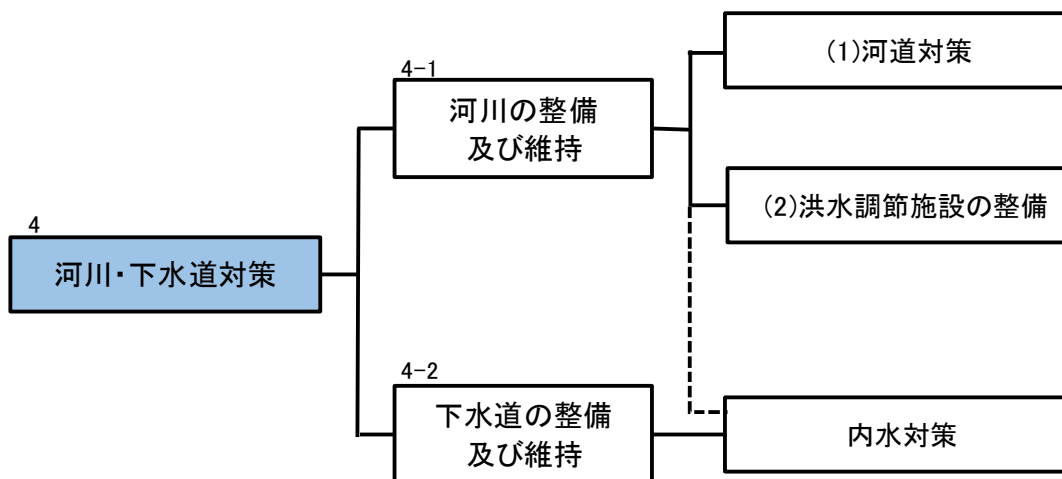 4
河川・下水道対策
4-1
河川の整備
及び維持
(1)河道対策
(2)洪水調節施設の整備
4-2
下水道の整備
及び維持
内水対策